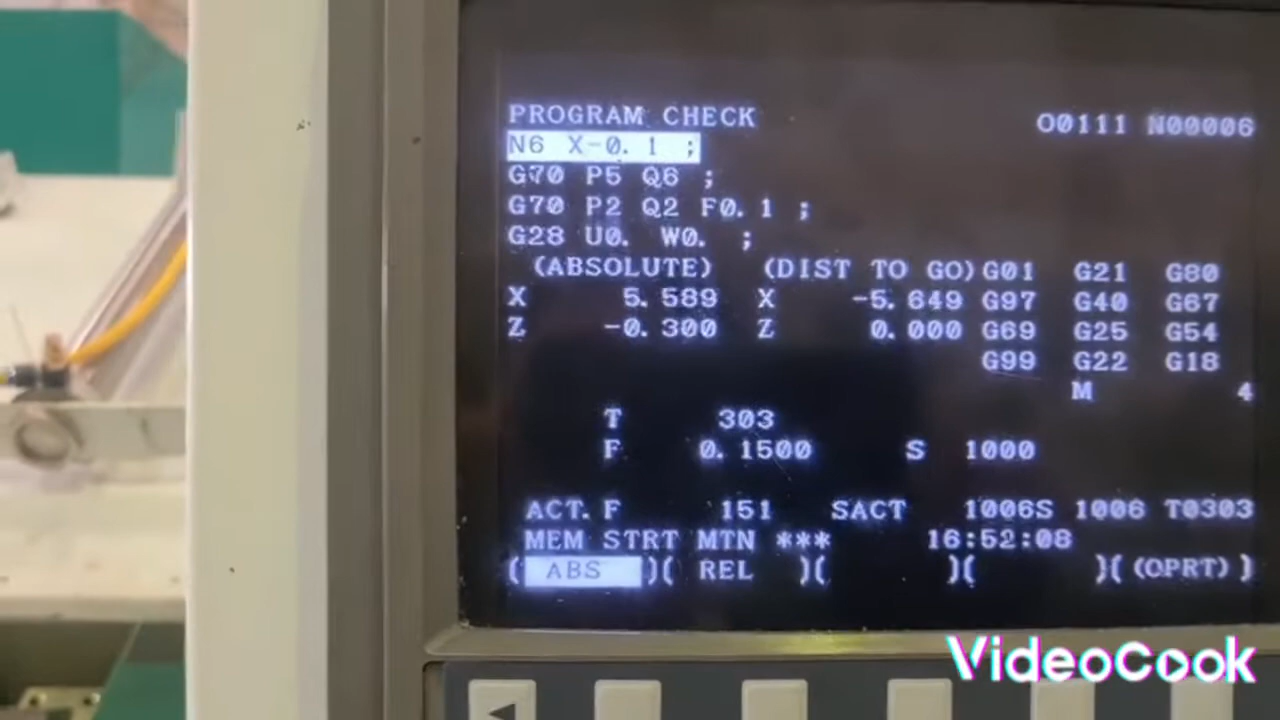 PROGRAM CHECK O0111 N00006
N6 X-0. 1 ;
G70 P5 Q6 ;
G70 P2 Q2 F0. 1 ;
G28 U0. W0. ;
(ABSOLUTE) (DIST TO GO) G01 G21 G80
X 5. 589 X -5. 649 G97 G40 G67
Z -0. 300 Z 0. 000 G69 G25 G54
G99 G22 G18
M 4
T 303
F 0. 1500 S 1000
ACT. F 151 SACT 1006S 1006 T0303
MEM STRT MTN *** 16:52:08
( ABS )( REL )( )( )( (OPRT) )
VideoCook